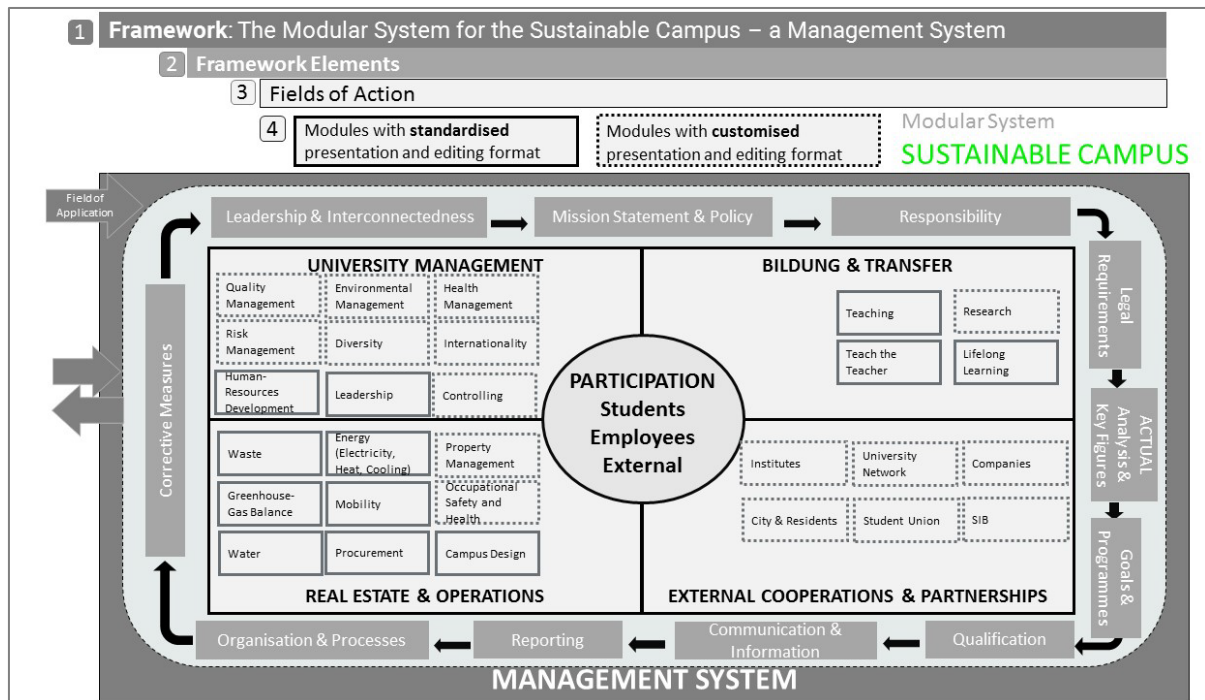 1 Framework: The Modular System for the Sustainable Campus – a Management System
2 Framework Elements
3 Fields of Action
4
Modules with standardised
presentation and editing format
Modules with customised
presentation and editing format
Modular System
SUSTAINABLE CAMPUS
Field of
Application
Leadership & Interconnectedness
Mission Statement & Policy
Responsibility
Legal
Requirements
ACTUAL
Analysis &
Key Figures
Goals &
Programmes
Qualification
Communication &
Information
Reporting
Organisation & Processes
Corrective Measures
UNIVERSITY MANAGEMENT
Quality
Management
Environmental
Management
Health
Management
Risk
Management
Diversity
Internationality
Human-
Resources
Development
Leadership
Controlling
BILDUNG & TRANSFER
Teaching
Research
Teach the
Teacher
Lifelong
Learning
PARTICIPATION
Students
Employees
External
Waste
Energy
(Electricity,
Heat, Cooling)
Property
Management
Greenhouse-
Gas Balance
Mobility
Occupational
Safety and
Health
Water
Procurement
Campus Design
REAL ESTATE & OPERATIONS
Institutes
University
Network
Companies
City & Residents
Student Union
SIB
EXTERNAL COOPERATIONS & PARTNERSHIPS
MANAGEMENT SYSTEM